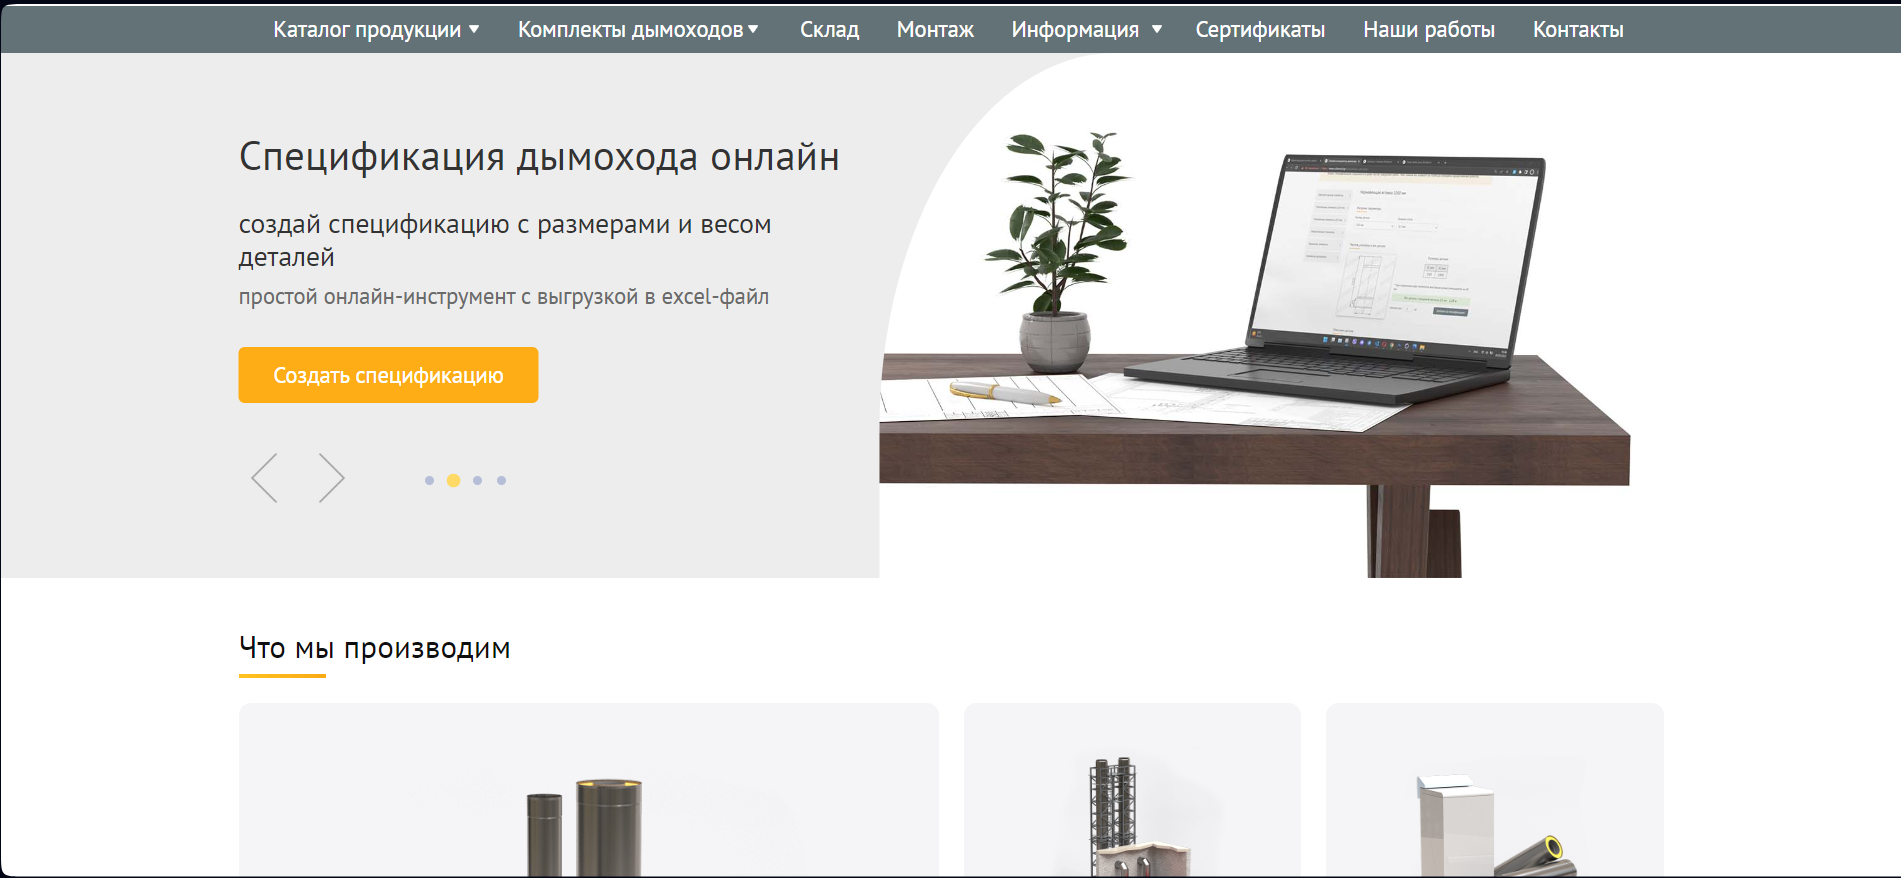 Каталог продукции
Комплекты дымоходов
Склад
Монтаж
Информация
Сертификаты
Наши работы
Контакты
Спецификация дымохода онлайн
создай спецификацию с размерами и весом
деталей
простой онлайн-инструмент с выгрузкой в excel-файл
Создать спецификацию
Что мы производим